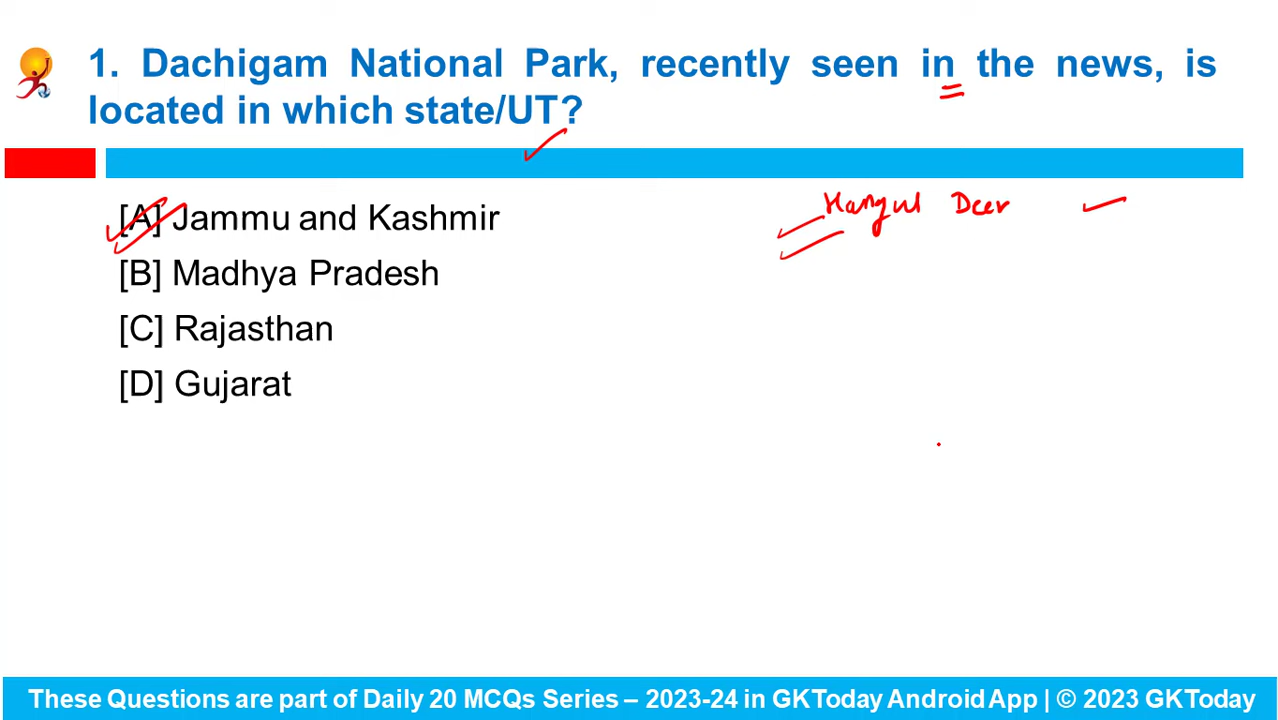 1. Dachigam National Park, recently seen in the news, is
located in which state/UT?
[A] Jammu and Kashmir
Hangul Deer
[B] Madhya Pradesh
[C] Rajasthan
[D] Gujarat
These Questions are part of Daily 20 MCQs Series – 2023-24 in GKToday Android App | © 2023 GKToday